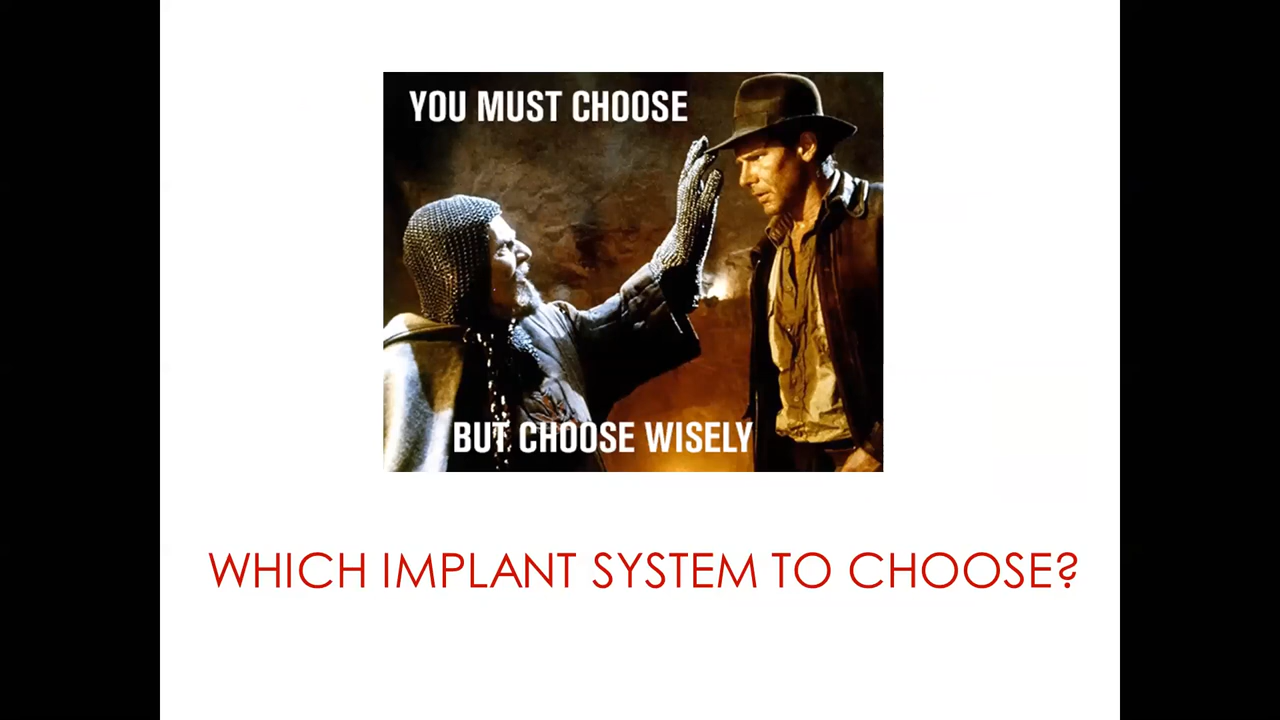 YOU MUST CHOOSE
BUT CHOOSE WISELY
WHICH IMPLANT SYSTEM TO CHOOSE?